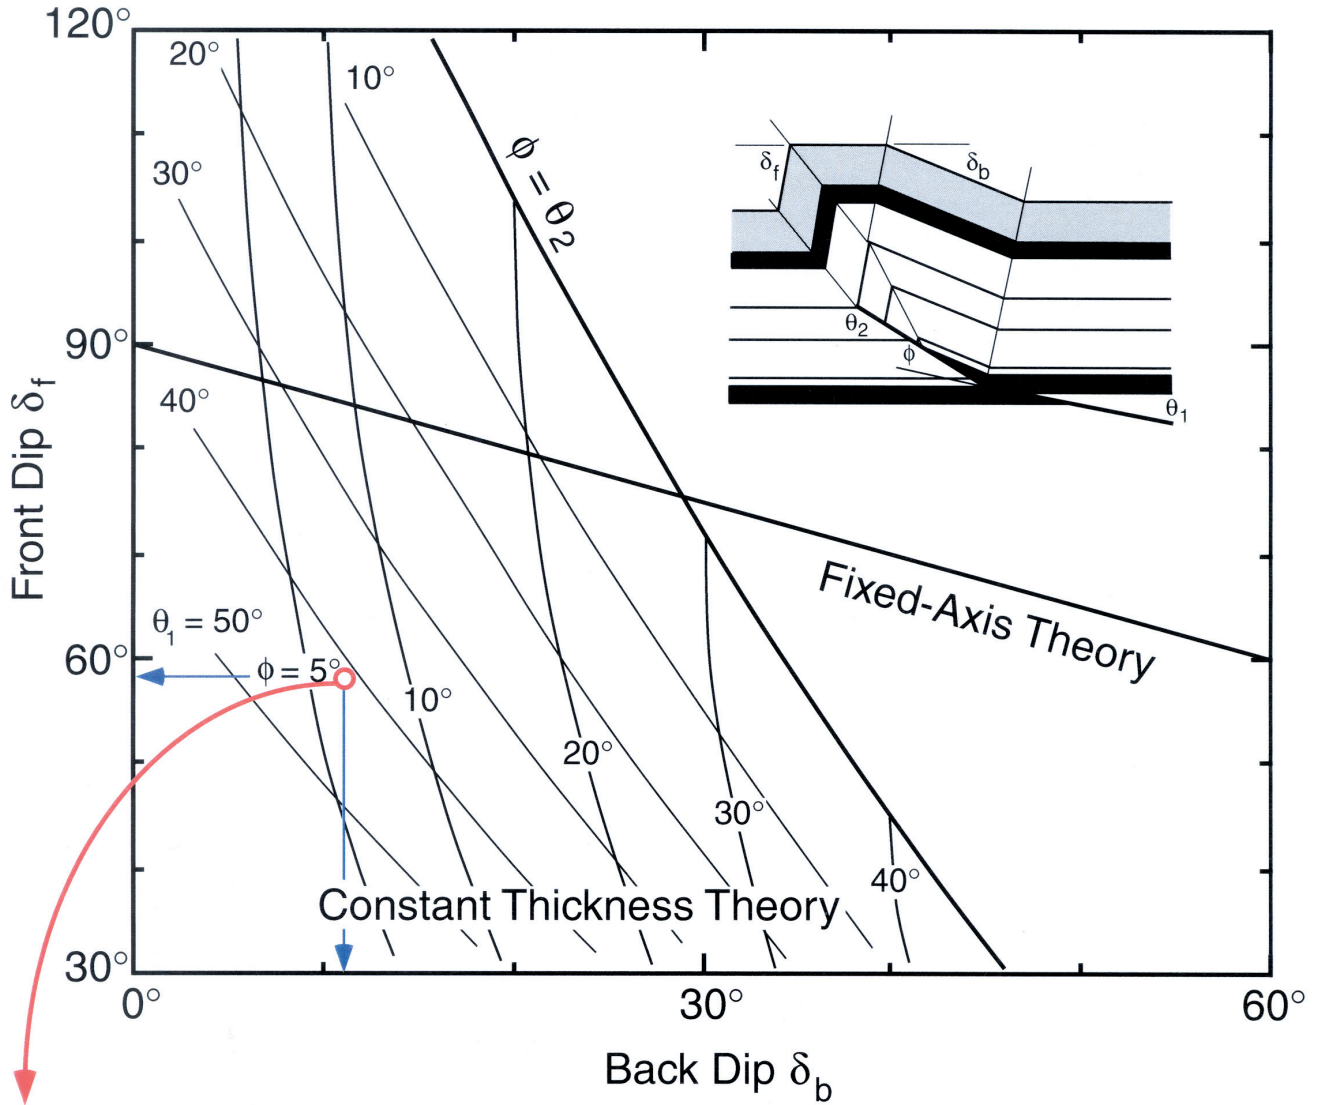 120°
20°
10°
30°
ϕ = θ₂
δf
δb
θ₂
ϕ
θ₁
90°
40°
Front Dip δf
Fixed-Axis Theory
θ₁ = 50°
60°
ϕ = 5°
10°
20°
30°
40°
Constant Thickness Theory
30°
0°
30°
60°
Back Dip δb